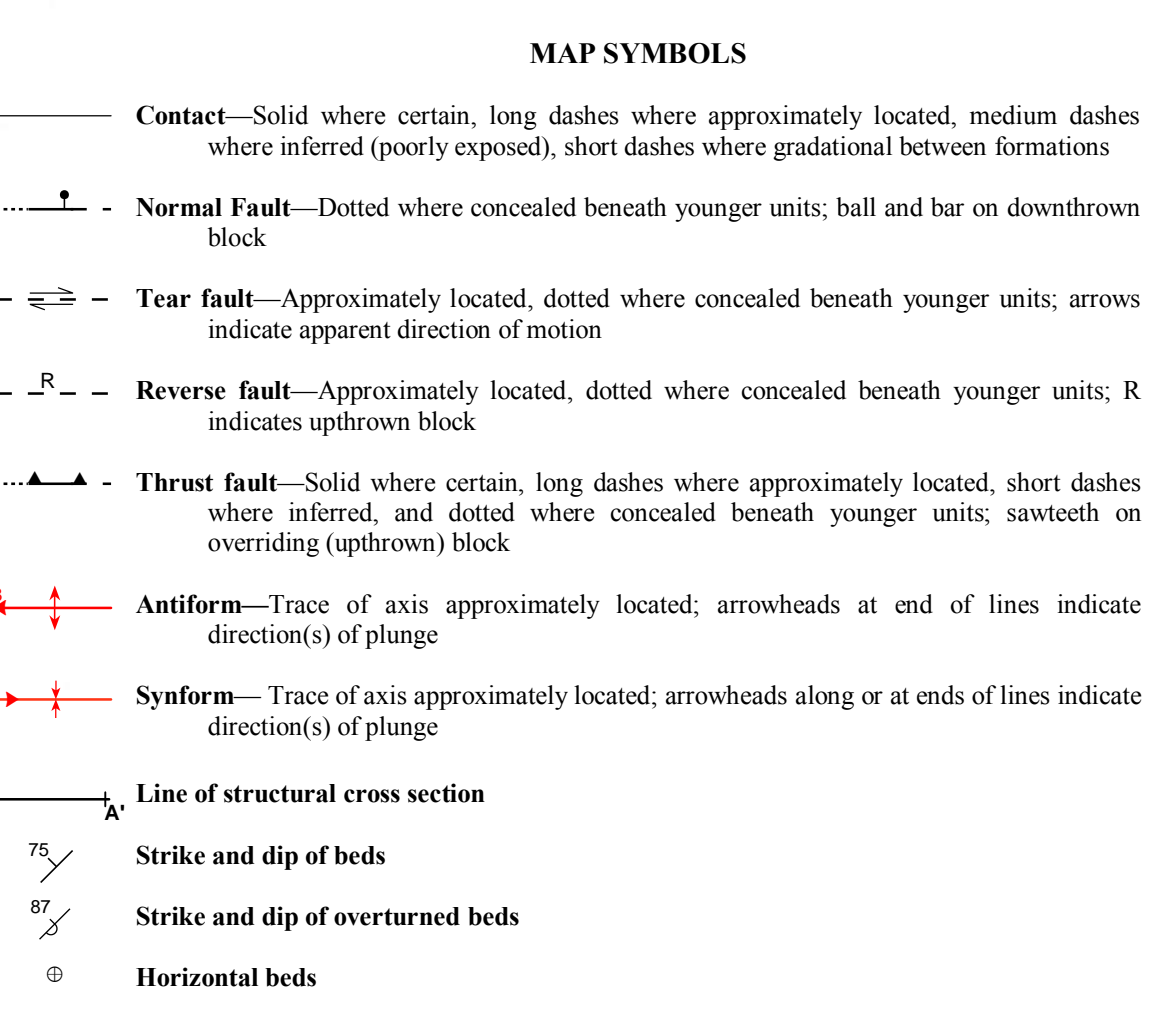 MAP SYMBOLS
Contact—Solid where certain, long dashes where approximately located, medium dashes
where inferred (poorly exposed), short dashes where gradational between formations
Normal Fault—Dotted where concealed beneath younger units; ball and bar on downthrown
block
Tear fault—Approximately located, dotted where concealed beneath younger units; arrows
indicate apparent direction of motion
R
Reverse fault—Approximately located, dotted where concealed beneath younger units; R
indicates upthrown block
Thrust fault—Solid where certain, long dashes where approximately located, short dashes
where inferred, and dotted where concealed beneath younger units; sawteeth on
overriding (upthrown) block
Antiform—Trace of axis approximately located; arrowheads at end of lines indicate
direction(s) of plunge
Synform— Trace of axis approximately located; arrowheads along or at ends of lines indicate
direction(s) of plunge
A' Line of structural cross section
75 Strike and dip of beds
87 Strike and dip of overturned beds
Horizontal beds